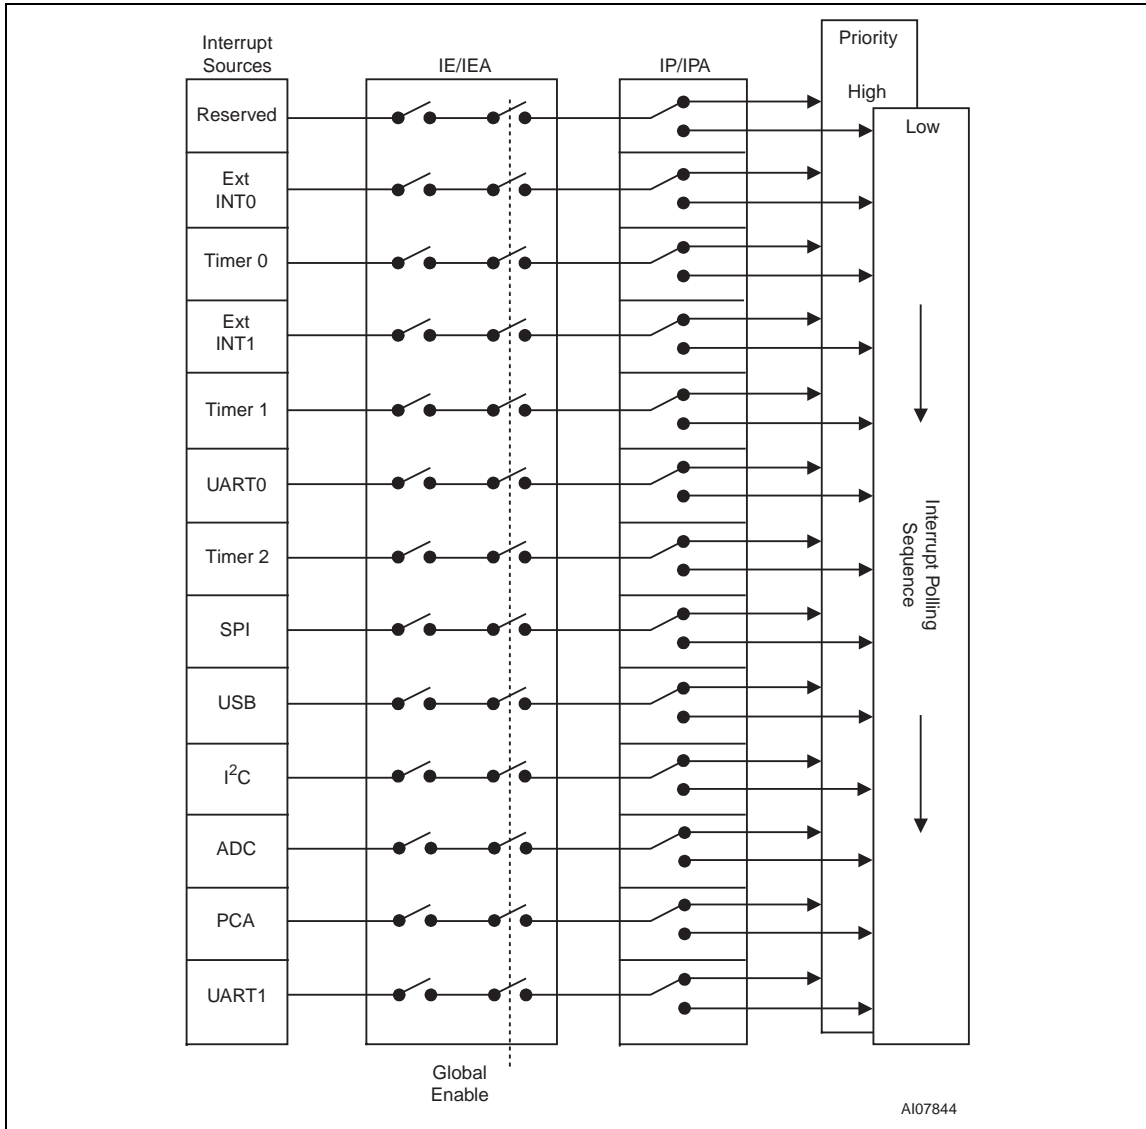 Interrupt
Sources
IE/IEA
IP/IPA
Priority
High
Low
Reserved
Ext
INT0
Timer 0
Ext
INT1
Timer 1
UART0
Timer 2
SPI
USB
I²C
ADC
PCA
UART1
Interrupt Polling
Sequence
Global
Enable
AI07844